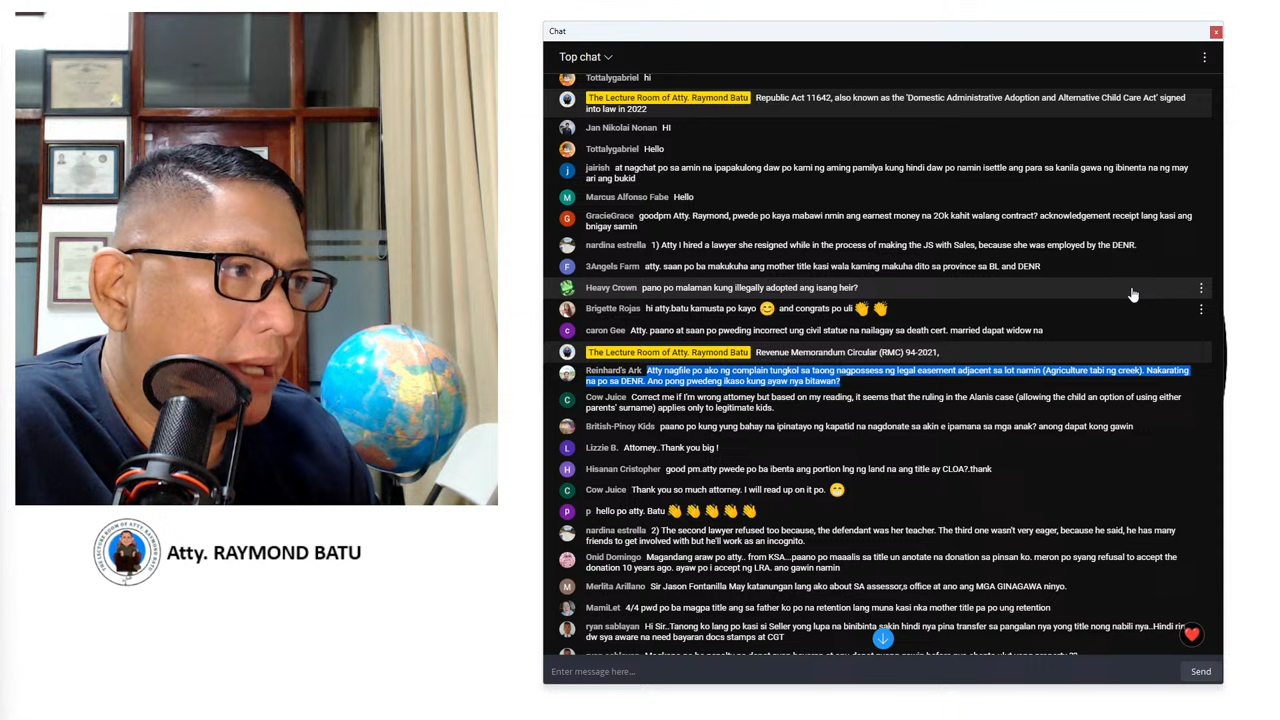 Chat
x
Top chat
Tottalygabriel hi
The Lecture Room of Atty. Raymond Batu Republic Act 11642, also known as the 'Domestic Administrative Adoption and Alternative Child Care Act' signed
into law in 2022
Jan Nikolai Nonan HI
Tottalygabriel Hello
j jairish at nagchat po sa amin na ipapakulong daw po kami ng aming pamilya kung hindi daw po namin isettle ang para sa kanila gawa ng ibinenta na ng may
ari ang bukid
M Marcus Alfonso Fabe Hello
G GracieGrace goodpm Atty. Raymond, pwede po kaya mabawi nmin ang earnest money na 20k kahit walang contract? acknowledgement receipt lang kasi ang
bnigay samin
nardina estrella 1) Atty I hired a lawyer she resigned while in the process of making the JS with Sales, because she was employed by the DENR.
F 3Angels Farm atty. saan po ba makukuha ang mother title kasi wala kaming makuha dito sa province sa BL and DENR
Heavy Crown pano po malaman kung illegally adopted ang isang heir?
Brigette Rojas hi atty.batu kamusta po kayo 😊 and congrats po uli 👏 👏
c caron Gee Atty. paano at saan po pweding incorrect ung civil statue na nailagay sa death cert. married dapat widow na
The Lecture Room of Atty. Raymond Batu Revenue Memorandum Circular (RMC) 94-2021,
Reinhard's Ark Atty nagfile po ako ng complain tungkol sa taong nagpossess ng legal easement adjacent sa lot namin (Agriculture tabi ng creek). Nakarating
na po sa DENR. Ano pong pwedeng ikaso kung ayaw nya bitawan?
C Cow Juice Correct me if I'm wrong attorney but based on my reading, it seems that the ruling in the Alanis case (allowing the child an option of using either
parents' surname) applies only to legitimate kids.
British-Pinoy Kids paano po kung yung bahay na ipinatayo ng kapatid na nagdonate sa akin e ipamana sa mga anak? anong dapat kong gawin
L Lizzie B. Attorney..Thank you big !
H Hisanan Cristopher good pm.atty pwede po ba ibenta ang portion lng ng land na ang title ay CLOA?.thank
C Cow Juice Thank you so much attorney. I will read up on it po. 😁
p p hello po atty. Batu 👏 👏 👏 👏 👏
nardina estrella 2) The second lawyer refused too because, the defendant was her teacher. The third one wasn't very eager, because he said, he has many
friends to get involved with but he'll work as an incognito.
Onid Domingo Magandang araw po atty.. from KSA...paano po maaalis sa title un anotate na donation sa pinsan ko. meron po syang refusal to accept the
donation 10 years ago. ayaw po i accept ng LRA. ano gawin namin
M Merlita Arillano Sir Jason Fontanilla May katanungan lang ako about SA assessor,s office at ano ang MGA GINAGAWA ninyo.
MamiLet 4/4 pwd po ba magpa title ang sa father ko po na retention lang muna kasi nka mother title pa po ung retention
ryan sablayan Hi Sir..Tanong ko lang po kasi si Seller yong lupa na binibinta sakin hindi nya pina transfer sa pangalan nya yong title nong nabili nya..Hindi rin
dw sya aware na need bayaran docs stamps at CGT
Enter message here...
Send
THE LECTURE ROOM OF ATTY. RAYMOND BATU
Atty. RAYMOND BATU